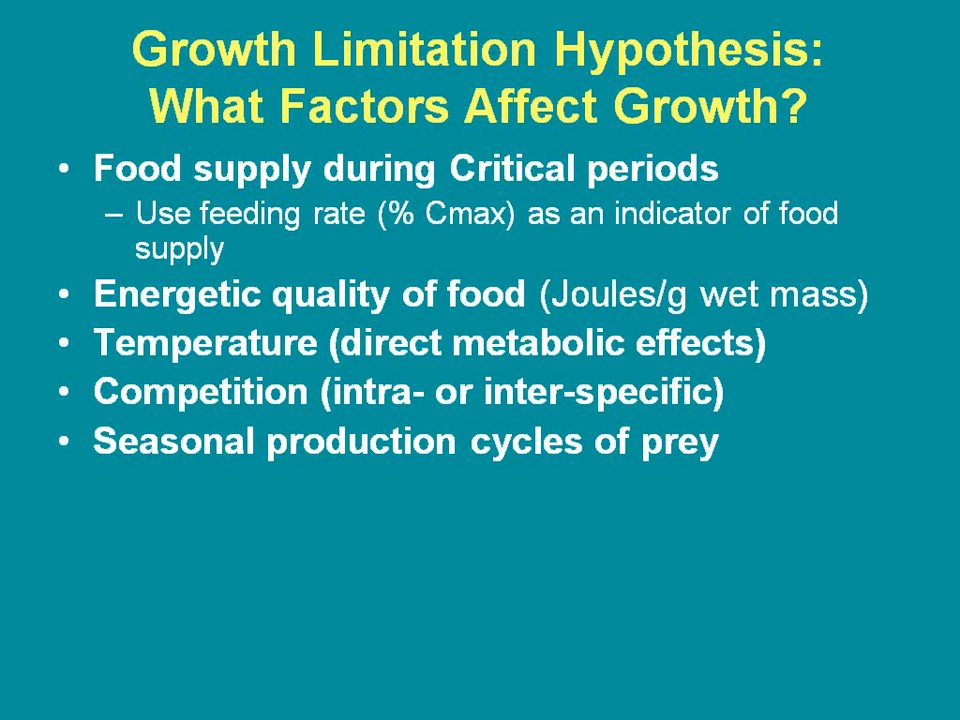 Growth Limitation Hypothesis:
What Factors Affect Growth?
• Food supply during Critical periods
– Use feeding rate (% Cmax) as an indicator of food
supply
• Energetic quality of food (Joules/g wet mass)
• Temperature (direct metabolic effects)
• Competition (intra- or inter-specific)
• Seasonal production cycles of prey